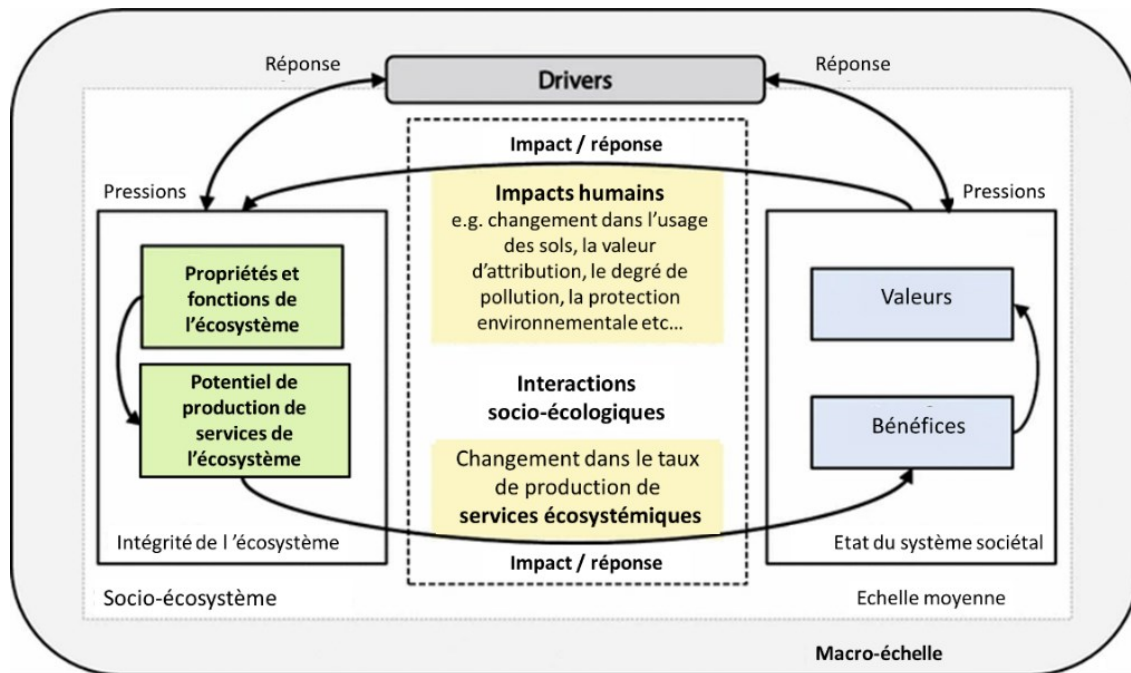 Réponse
Drivers
Réponse
Impact / réponse
Pressions
Pressions
Impacts humains
e.g. changement dans l’usage
des sols, la valeur
d’attribution, le degré de
pollution, la protection
environnementale etc…
Propriétés et
fonctions de
l’écosystème
Potentiel de
production de
services de
l’écosystème
Intégrité de l ’écosystème
Interactions
socio-écologiques
Changement dans le taux
de production de
services écosystémiques
Impact / réponse
Valeurs
Bénéfices
Etat du système sociétal
Socio-écosystème
Echelle moyenne
Macro-échelle